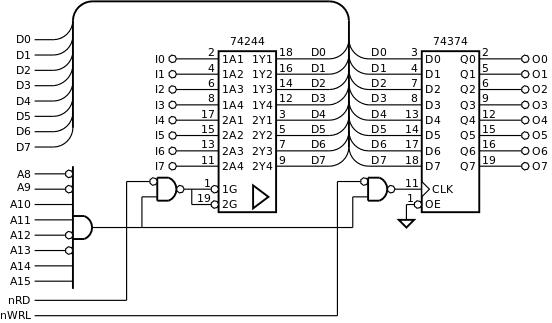 74244 74374
D0 I0 2 1A1 1Y1 18 D0 D0 3 D0 Q0 2 O0
D1 I1 4 1A2 1Y2 16 D1 D1 4 D1 Q1 5 O1
D2 I2 6 1A3 1Y3 14 D2 D2 7 D2 Q2 6 O2
D3 I3 8 1A4 1Y4 12 D3 D3 8 D3 Q3 9 O3
D4 I4 17 2A1 2Y1 3 D4 D4 13 D4 Q4 12 O4
D5 I5 15 2A2 2Y2 5 D5 D5 14 D5 Q5 15 O5
D6 I6 13 2A3 2Y3 7 D6 D6 17 D6 Q6 16 O6
D7 I7 11 2A4 2Y4 9 D7 D7 18 D7 Q7 19 O7
A8
A9 1 1G 11 CLK
A10 19 2G 1 OE
A11
A12
A13
A14
A15
nRD
nWRL